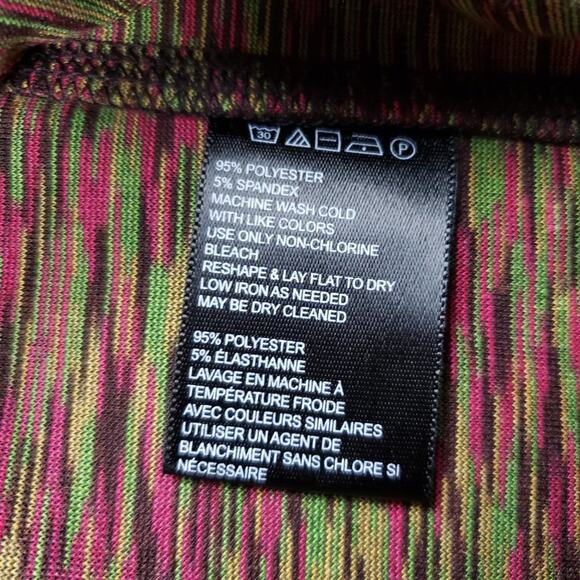 30 P
95% POLYESTER
5% SPANDEX
MACHINE WASH COLD
WITH LIKE COLORS
USE ONLY NON-CHLORINE
BLEACH
RESHAPE & LAY FLAT TO DRY
LOW IRON AS NEEDED
MAY BE DRY CLEANED
95% POLYESTER
5% ÉLASTHANNE
LAVAGE EN MACHINE À
TEMPÉRATURE FROIDE
AVEC COULEURS SIMILAIRES
UTILISER UN AGENT DE
BLANCHIMENT SANS CHLORE SI
NÉCESSAIRE